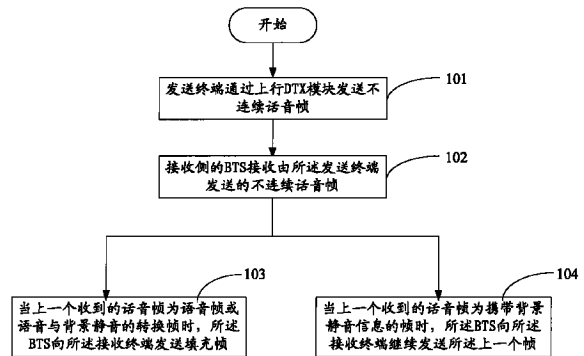 开始
发送终端通过上行DTX模块发送不
连续话音帧
101
接收侧的BTS接收由所述发送终端
发送的不连续话音帧
102
当上一个收到的话音帧为语音帧或
语音与背景静音的转换帧时，所述
BTS向所述接收终端发送填充帧
103
当上一个收到的话音帧为携带背景
静音信息的帧时，所述BTS向所述
接收终端继续发送所述上一个帧
104